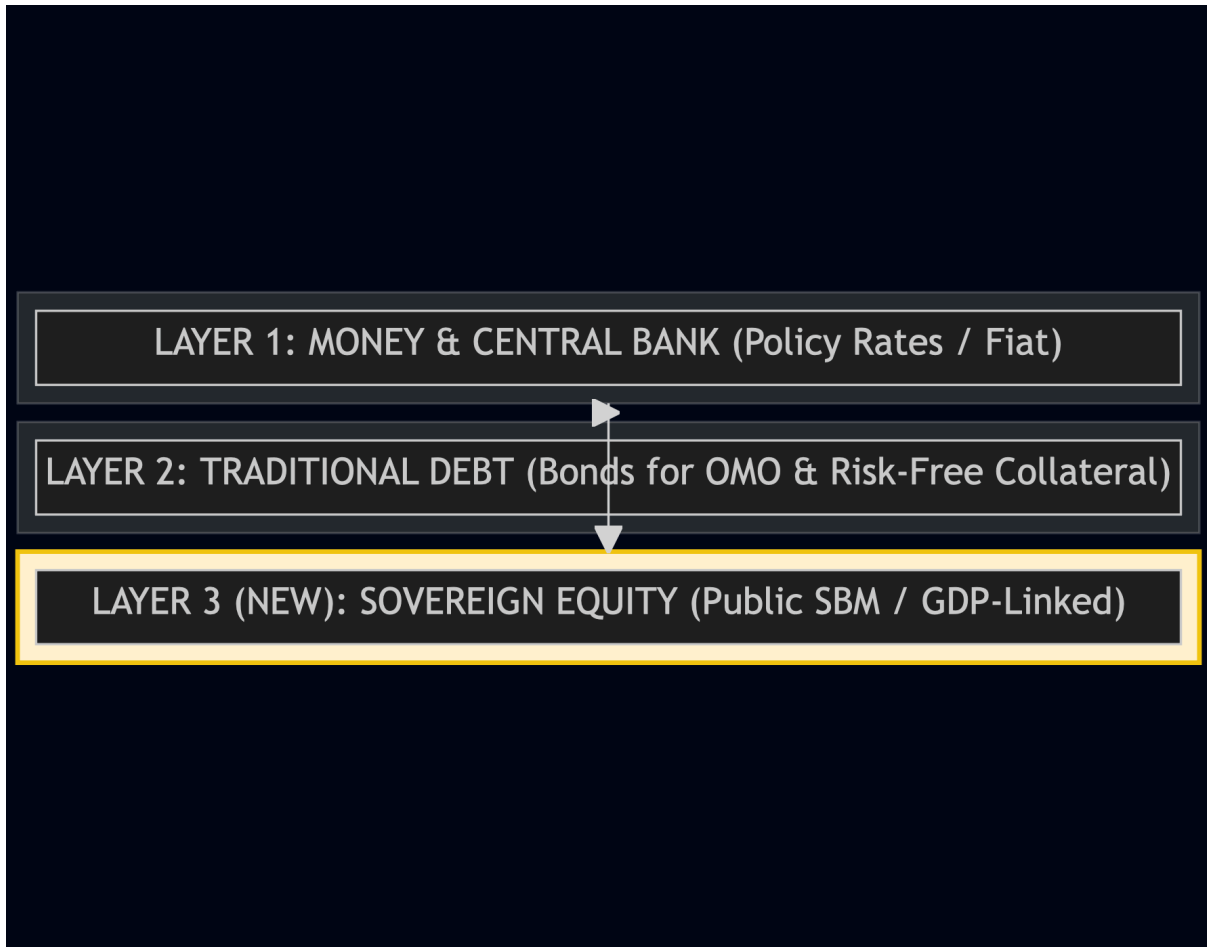 LAYER 1: MONEY & CENTRAL BANK (Policy Rates / Fiat)
LAYER 2: TRADITIONAL DEBT (Bonds for OMO & Risk-Free Collateral)
LAYER 3 (NEW): SOVEREIGN EQUITY (Public SBM / GDP-Linked)